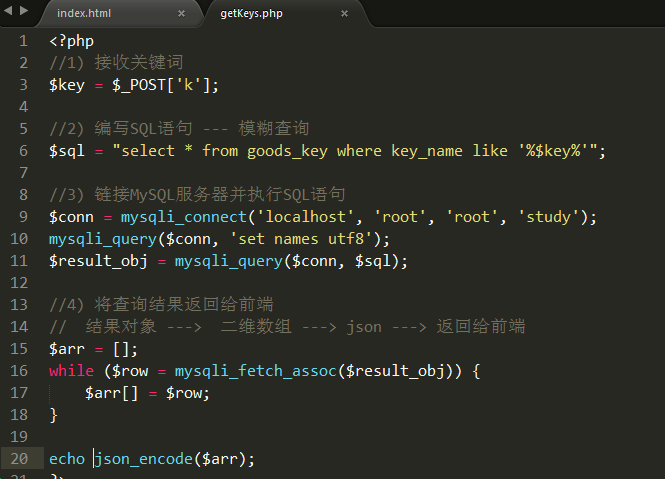 index.html × getKeys.php ×
1 <?php
2 //1) 接收关键词
3 $key = $_POST['k'];
4
5 //2) 编写SQL语句 --- 模糊查询
6 $sql = "select * from goods_key where key_name like '%$key%'";
7
8 //3) 链接MySQL服务器并执行SQL语句
9 $conn = mysqli_connect('localhost', 'root', 'root', 'study');
10 mysqli_query($conn, 'set names utf8');
11 $result_obj = mysqli_query($conn, $sql);
12
13 //4) 将查询结果返回给前端
14 //  结果对象 --->  二维数组 ---> json ---> 返回给前端
15 $arr = [];
16 while ($row = mysqli_fetch_assoc($result_obj)) {
17     $arr[] = $row;
18 }
19
20 echo json_encode($arr);
21 ?>